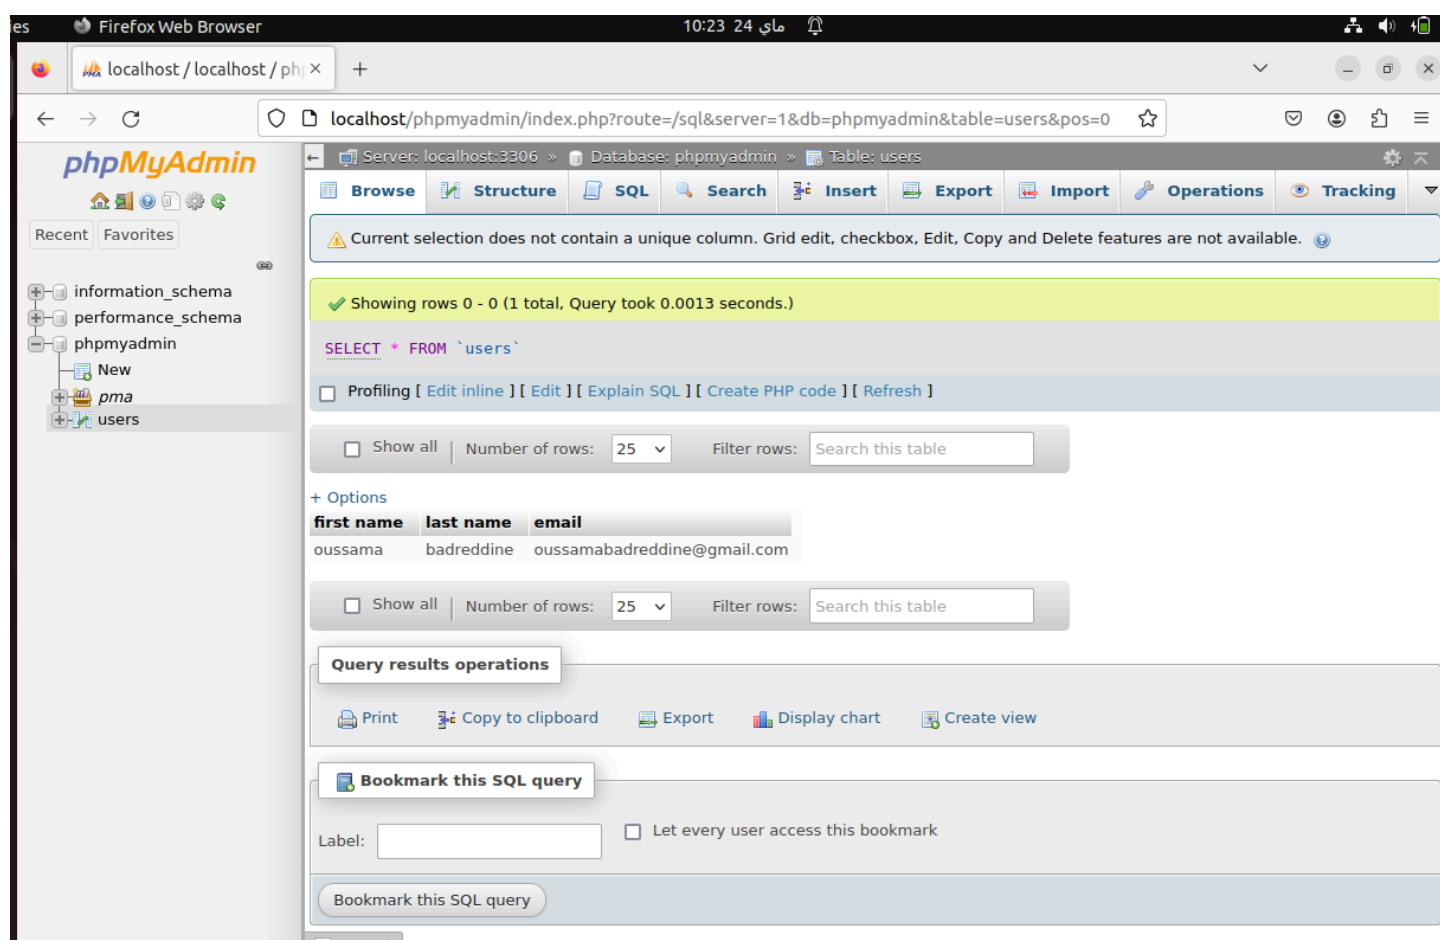 ies Firefox Web Browser 10:23 24 ماي
localhost / localhost / ph
localhost/phpmyadmin/index.php?route=/sql&server=1&db=phpmyadmin&table=users&pos=0
phpMyAdmin
Recent Favorites
information_schema
performance_schema
phpmyadmin
New
pma
users
Server: localhost:3306 » Database: phpmyadmin » Table: users
Browse Structure SQL Search Insert Export Import Operations Tracking
Current selection does not contain a unique column. Grid edit, checkbox, Edit, Copy and Delete features are not available.
Showing rows 0 - 0 (1 total, Query took 0.0013 seconds.)
SELECT * FROM `users`
Profiling [ Edit inline ] [ Edit ] [ Explain SQL ] [ Create PHP code ] [ Refresh ]
Show all | Number of rows: 25 Filter rows: Search this table
+ Options
first name last name email
oussama badreddine oussamabadreddine@gmail.com
Show all | Number of rows: 25 Filter rows: Search this table
Query results operations
Print Copy to clipboard Export Display chart Create view
Bookmark this SQL query
Label: Let every user access this bookmark
Bookmark this SQL query